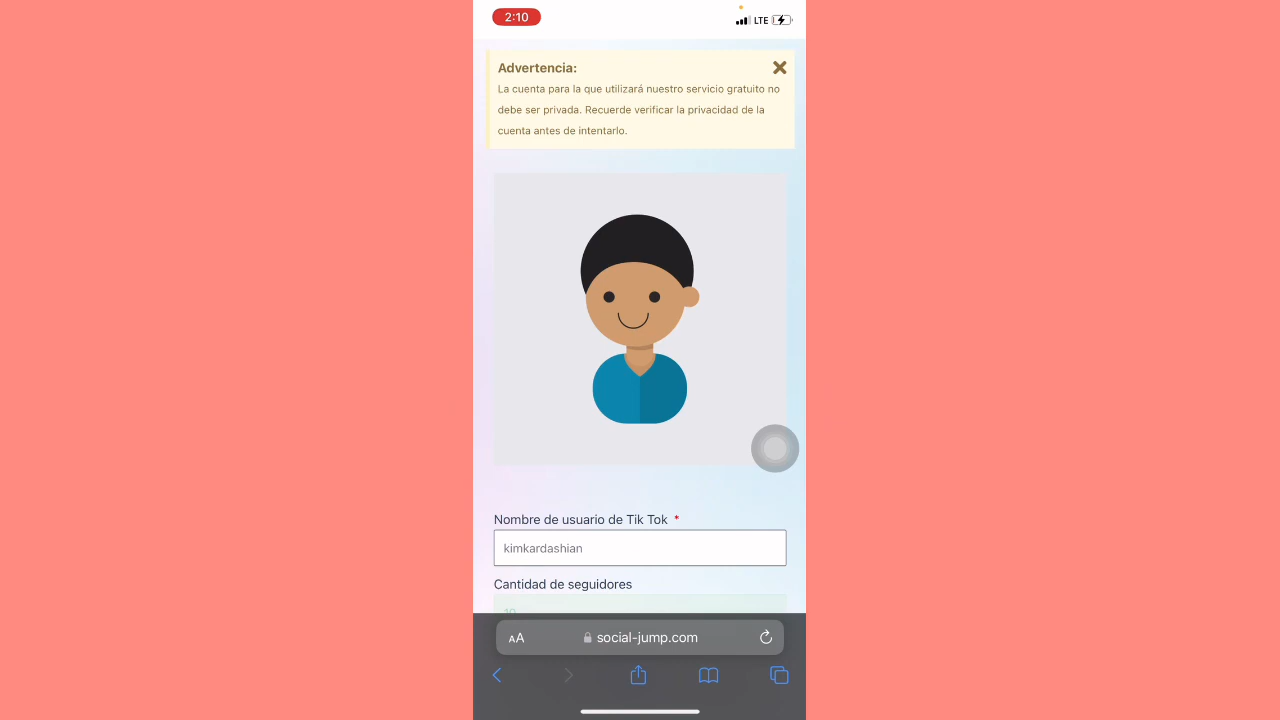 2:10
LTE
Advertencia:
La cuenta para la que utilizará nuestro servicio gratuito no
debe ser privada. Recuerde verificar la privacidad de la
cuenta antes de intentarlo.
Nombre de usuario de Tik Tok *
kimkardashian
Cantidad de seguidores
10
AA
social-jump.com